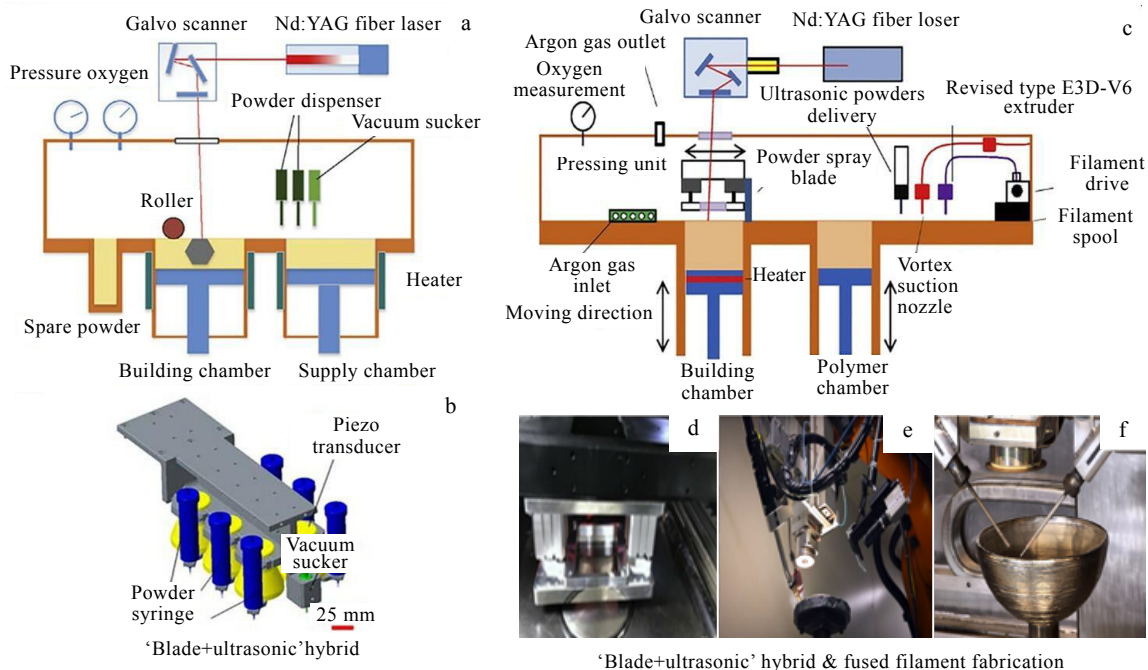 a
Galvo scanner
Nd:YAG fiber laser
Pressure oxygen
Powder dispenser
Vacuum sucker
Roller
Heater
Spare powder
Building chamber
Supply chamber
b
Piezo
transducer
Vacuum
sucker
Powder
syringe
25 mm
‘Blade+ultrasonic’hybrid
c
Galvo scanner
Nd:YAG fiber loser
Argon gas outlet
Oxygen
measurement
Ultrasonic powders
delivery
Revised type E3D-V6
extruder
Pressing unit
Powder spray
blade
Filament
drive
Filament
spool
Argon gas
inlet
Heater
Vortex
suction
nozzle
Moving direction
Building
chamber
Polymer
chamber
d
e
f
‘Blade+ultrasonic’ hybrid & fused filament fabrication